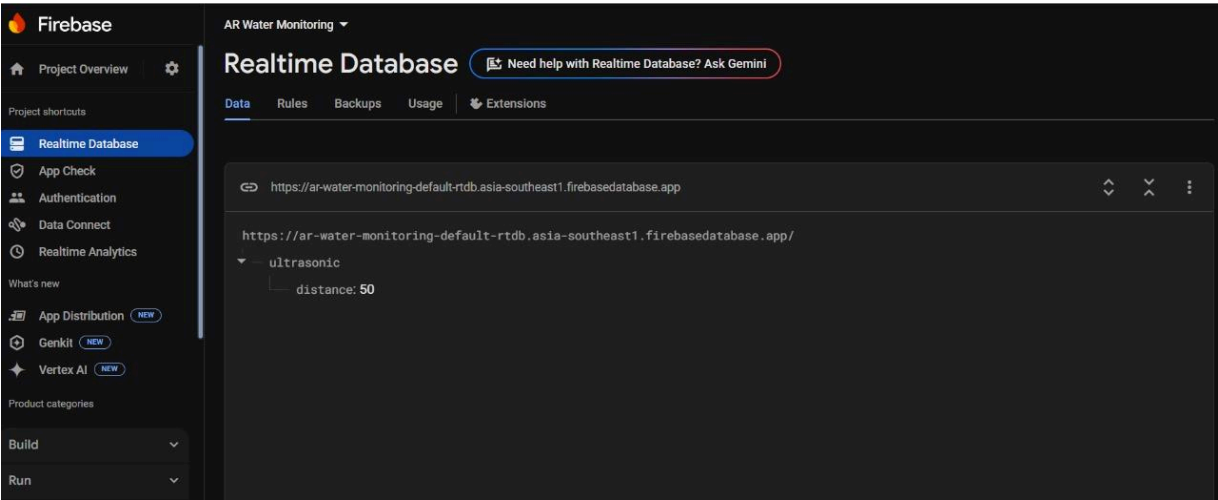 Firebase
Project Overview
Project shortcuts
Realtime Database
App Check
Authentication
Data Connect
Realtime Analytics
What's new
App Distribution NEW
Genkit NEW
Vertex AI NEW
Product categories
Build
Run
AR Water Monitoring
Realtime Database Need help with Realtime Database? Ask Gemini
Data Rules Backups Usage Extensions
https://ar-water-monitoring-default-rtdb.asia-southeast1.firebasedatabase.app
https://ar-water-monitoring-default-rtdb.asia-southeast1.firebasedatabase.app/
ultrasonic
distance: 50